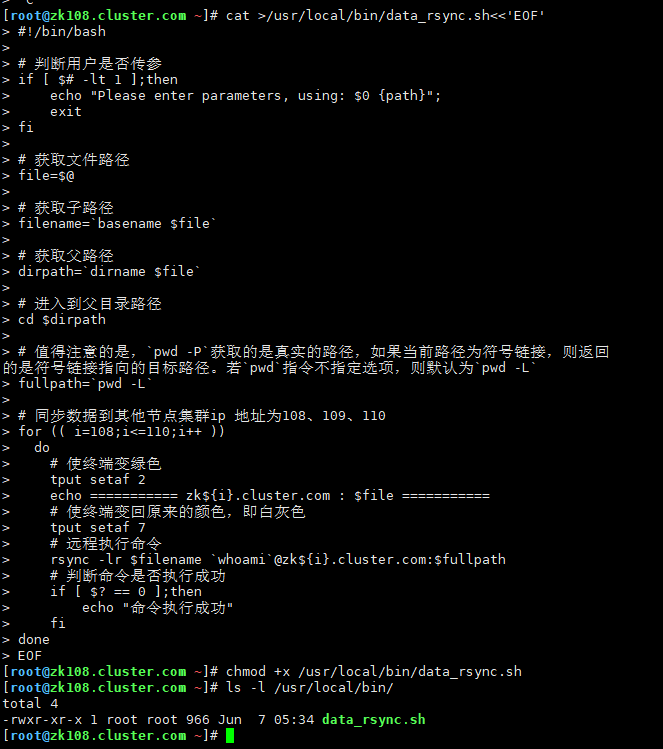 [root@zk108.cluster.com ~]# cat >/usr/local/bin/data_rsync.sh<<'EOF'
> #!/bin/bash
>
> # 判断用户是否传参
> if [ $# -lt 1 ];then
>     echo "Please enter parameters, using: $0 {path}";
>     exit
> fi
>
> # 获取文件路径
> file=$@
>
> # 获取子路径
> filename=`basename $file`
>
> # 获取父路径
> dirpath=`dirname $file`
>
> # 进入到父目录路径
> cd $dirpath
>
> # 值得注意的是，`pwd -P`获取的是真实的路径，如果当前路径为符号链接，则返回
的是符号链接指向的目标路径。若`pwd`指令不指定选项，则默认为`pwd -L`
> fullpath=`pwd -L`
>
> # 同步数据到其他节点集群ip 地址为108、109、110
> for (( i=108;i<=110;i++ ))
>   do
>     # 使终端变绿色
>     tput setaf 2
>     echo =========== zk${i}.cluster.com : $file ===========
>     # 使终端变回原来的颜色，即白灰色
>     tput setaf 7
>     # 远程执行命令
>     rsync -lr $filename `whoami`@zk${i}.cluster.com:$fullpath
>     # 判断命令是否执行成功
>     if [ $? == 0 ];then
>         echo "命令执行成功"
>     fi
> done
> EOF
[root@zk108.cluster.com ~]# chmod +x /usr/local/bin/data_rsync.sh
[root@zk108.cluster.com ~]# ls -l /usr/local/bin/
total 4
-rwxr-xr-x 1 root root 966 Jun  7 05:34 data_rsync.sh
[root@zk108.cluster.com ~]#